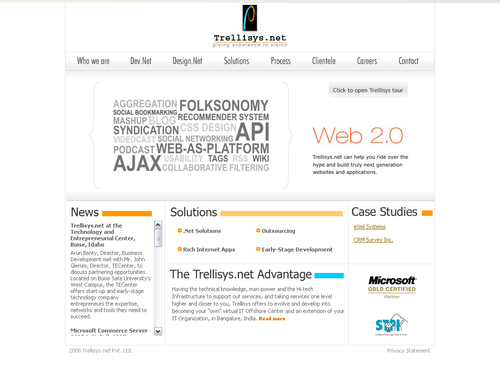 Trellisys.net
giving substance to vision
Who we are Dev.Net Design.Net Solutions Process Clientele Careers Contact
Click to open Trellisys tour
AGGREGATION FOLKSONOMY
SOCIAL BOOKMARKING RECOMMENDER SYSTEM
MASHUP BLOG CSS DESIGN API
SYNDICATION
VIDEOCAST SOCIAL NETWORKING
PODCAST WEB-AS-PLATFORM
AJAX USABILITY TAGS RSS WIKI
COLLABORATIVE FILTERING
Web 2.0
Trellisys.net can help you ride over the
hype and build truly next generation
websites and applications.
News
Trellisys.net at the
Technology and
Entrepreneurial Center,
Boise, Idaho
Arun Benty, Director, Business
Development met with Mr. John
Glerum, Director, TECenter, to
discuss partnering opportunities.
Located on Boise State University's
West Campus, the TECenter
offers start-up and early-stage
technology company
entrepreneurs the expertise,
networks and tools they need to
succeed.
Microsoft Commerce Server
Solutions
.Net Solutions Outsourcing
Rich Internet Apps Early-Stage Development
The Trellisys.net Advantage
Having the technical know-how, man-power and the Hi-tech
Infrastructure to support out services, and taking services one level
higher and closer to you, Trellisys offers to evolve and develop into
becoming your "own" virtual IT Offshore Center and an extension of
your IT Organization, in Bangalore, India. Read more
Case Studies
eWel Systems
CRM Survey Inc.
Microsoft
GOLD CERTIFIED
Partner
STPI
2008 Trellisys.net Pvt. Ltd. Privacy Statement